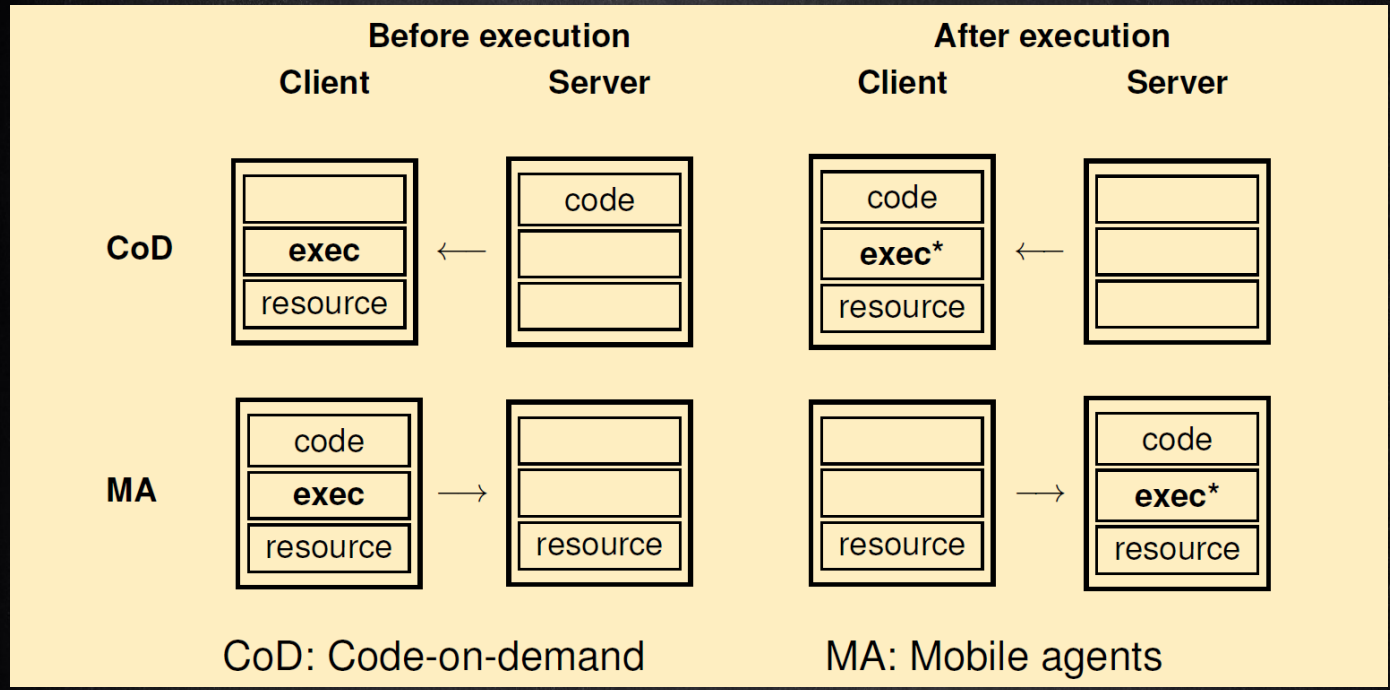 Before execution After execution
Client Server Client Server
code code
CoD exec ← exec* ←
resource resource
code code
MA exec → → exec*
resource resource resource resource
CoD: Code-on-demand MA: Mobile agents